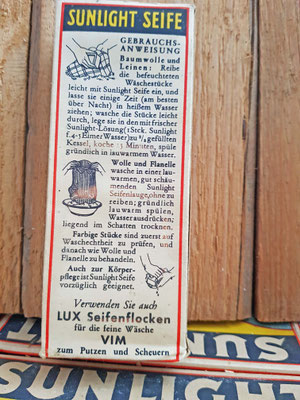 SUNLIGHT SEIFE
GEBRAUCHS-
ANWEISUNG
Baumwolle und
Leinen: Reibe
die befeuchteten
Wäschestücke
leicht mit Sunlight Seife ein, und
lasse sie einige Zeit (am besten
über Nacht) in heißem Wasser
ziehen; wasche die Stücke leicht
durch, lege sie in den mit frischer
Sunlight-Lösung (1 Stck. Sunlight
f. 4-5 Eimer Wasser) zu ¾ gefüllten
Kessel, koche 15 Minuten, spüle
gründlich in lauwarmem Wasser.
Wolle und Flanelle
wasche in einer lau-
warmen, gut schäu-
menden Sunlight
Seifenlauge, ohne zu
reiben; gründlich
lauwarm spülen,
Wasser ausdrücken;
liegend im Schatten trocknen.
Farbige Stücke sind zuerst auf
Waschechtheit zu prüfen, und
danach wie Wolle und
Flanelle zu behandeln.
Auch zur Körper-
pflege ist Sunlight Seife
vorzüglich geeignet.
Verwenden Sie auch
LUX Seifenflocken
für die feine Wäsche
VIM
zum Putzen und Scheuern
SUN
SUNLIGHT